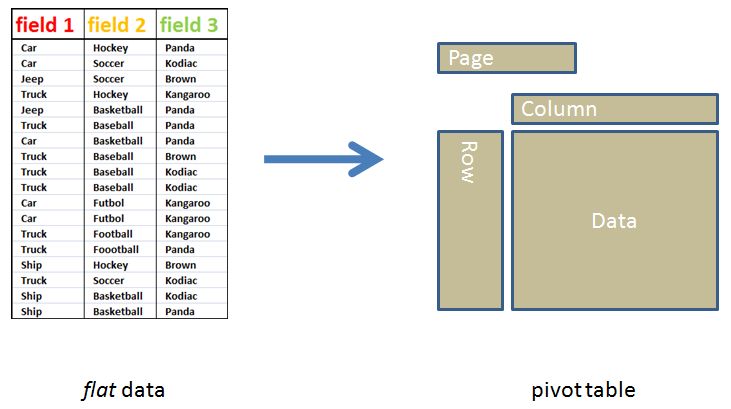 field 1 field 2 field 3
Car Hockey Panda
Car Soccer Kodiac
Jeep Soccer Brown
Truck Hockey Kangaroo
Jeep Basketball Panda
Truck Baseball Panda
Car Basketball Panda
Truck Baseball Brown
Truck Baseball Kodiac
Truck Baseball Kodiac
Car Futbol Kangaroo
Car Futbol Kangaroo
Truck Football Kangaroo
Truck Foootball Panda
Ship Hockey Brown
Truck Soccer Kodiac
Ship Basketball Kodiac
Ship Basketball Panda
flat data
Page
Column
Row
Data
pivot table